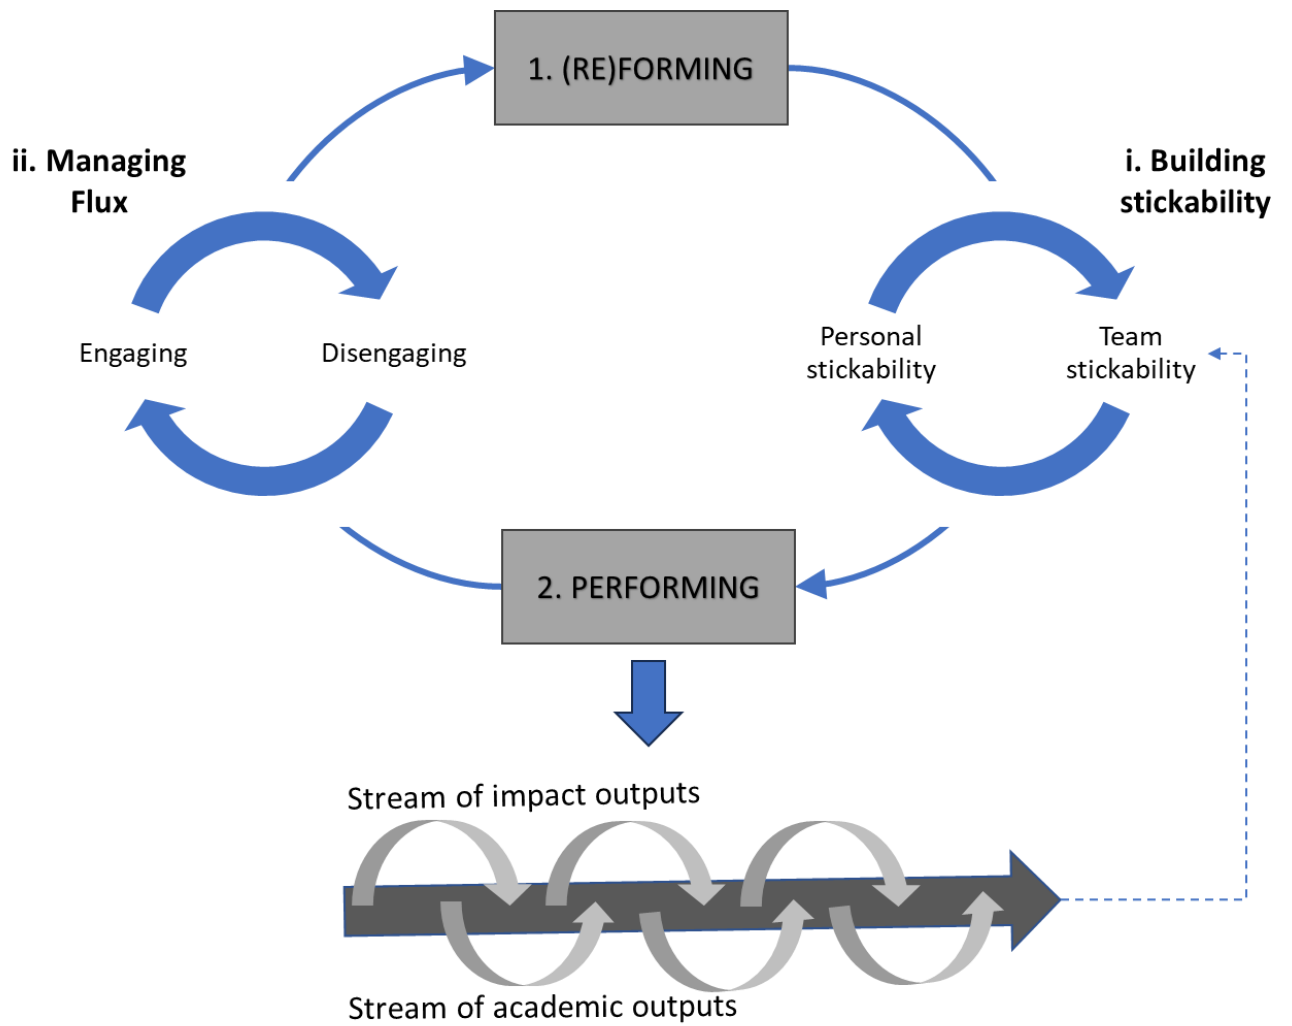 1. (RE)FORMING
ii. Managing
Flux
i. Building
stickability
Engaging
Disengaging
Personal
stickability
Team
stickability
2. PERFORMING
Stream of impact outputs
Stream of academic outputs